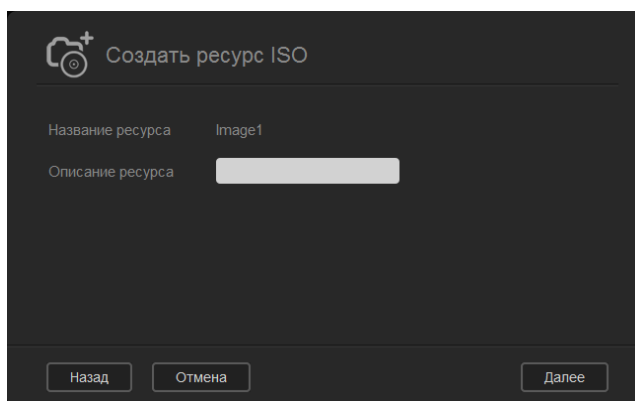 Создать ресурс ISO
Название ресурса Image1
Описание ресурса
Назад Отмена Далее